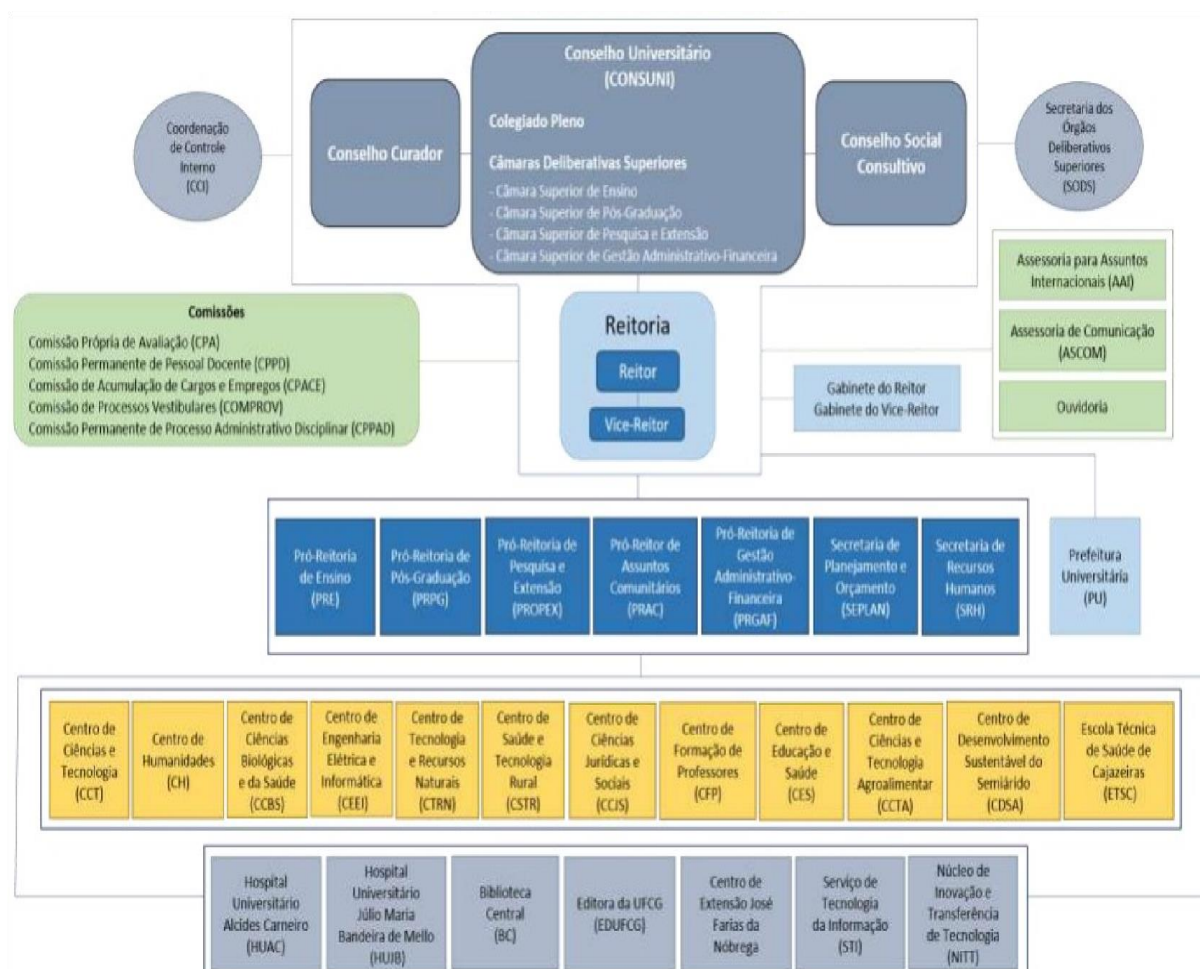 Conselho Universitário
(CONSUNI)
Colegiado Pleno
Câmaras Deliberativas Superiores
- Câmara Superior de Ensino
- Câmara Superior de Pós-Graduação
- Câmara Superior de Pesquisa e Extensão
- Câmara Superior de Gestão Administrativo-Financeira
Conselho Curador
Conselho Social
Consultivo
Coordenação
de Controle
Interno
(CCI)
Secretaria dos
Órgãos
Deliberativos
Superiores
(SODS)
Assessoria para Assuntos
Internacionais (AAI)
Assessoria de Comunicação
(ASCOM)
Ouvidoria
Comissões
Comissão Própria de Avaliação (CPA)
Comissão Permanente de Pessoal Docente (CPPD)
Comissão de Acumulação de Cargos e Empregos (CPACE)
Comissão de Processos Vestibulares (COMPROV)
Comissão Permanente de Processo Administrativo Disciplinar (CPPAD)
Reitoria
Reitor
Vice-Reitor
Gabinete do Reitor
Gabinete do Vice-Reitor
Pró-Reitoria
de Ensino
(PRE)
Pró-Reitoria de
Pós-Graduação
(PRPG)
Pró-Reitoria de
Pesquisa e
Extensão
(PROPEX)
Pró-Reitor de
Assuntos
Comunitários
(PRAC)
Pró-Reitoria de
Gestão
Administrativo-
Financeira
(PRGAF)
Secretaria de
Planejamento e
Orçamento
(SEPLAN)
Secretaria de
Recursos
Humanos
(SRH)
Prefeitura
Universitária
(PU)
Centro de
Ciências e
Tecnologia
(CCT)
Centro de
Humanidades
(CH)
Centro de
Ciências
Biológicas
e da Saúde
(CCBS)
Centro de
Engenharia
Elétrica e
Informática
(CEEI)
Centro de
Tecnologia
e Recursos
Naturais
(CTRN)
Centro de
Saúde e
Tecnologia
Rural
(CSTR)
Centro de
Ciências
Jurídicas e
Sociais
(CCJS)
Centro de
Formação de
Professores
(CFP)
Centro de
Educação e
Saúde
(CES)
Centro de
Ciências e
Tecnologia
Agroalimentar
(CCTA)
Centro de
Desenvolvimento
Sustentável do
Semiárido
(CDSA)
Escola Técnica
de Saúde de
Cajazeiras
(ETSC)
Hospital
Universitário
Alcides Carneiro
(HUAC)
Hospital
Universitário
Júlio Maria
Bandeira de Mello
(HUJB)
Biblioteca
Central
(BC)
Editora da UFCG
(EDUFCG)
Centro de
Extensão José
Farias da
Nóbrega
Serviço de
Tecnologia
da Informação
(STI)
Núcleo de
Inovação e
Transferência
de Tecnologia
(NITT)